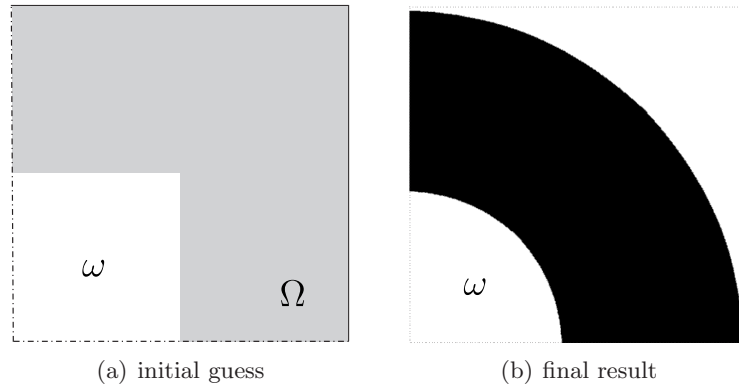 ω
Ω
ω
(a) initial guess
(b) final result